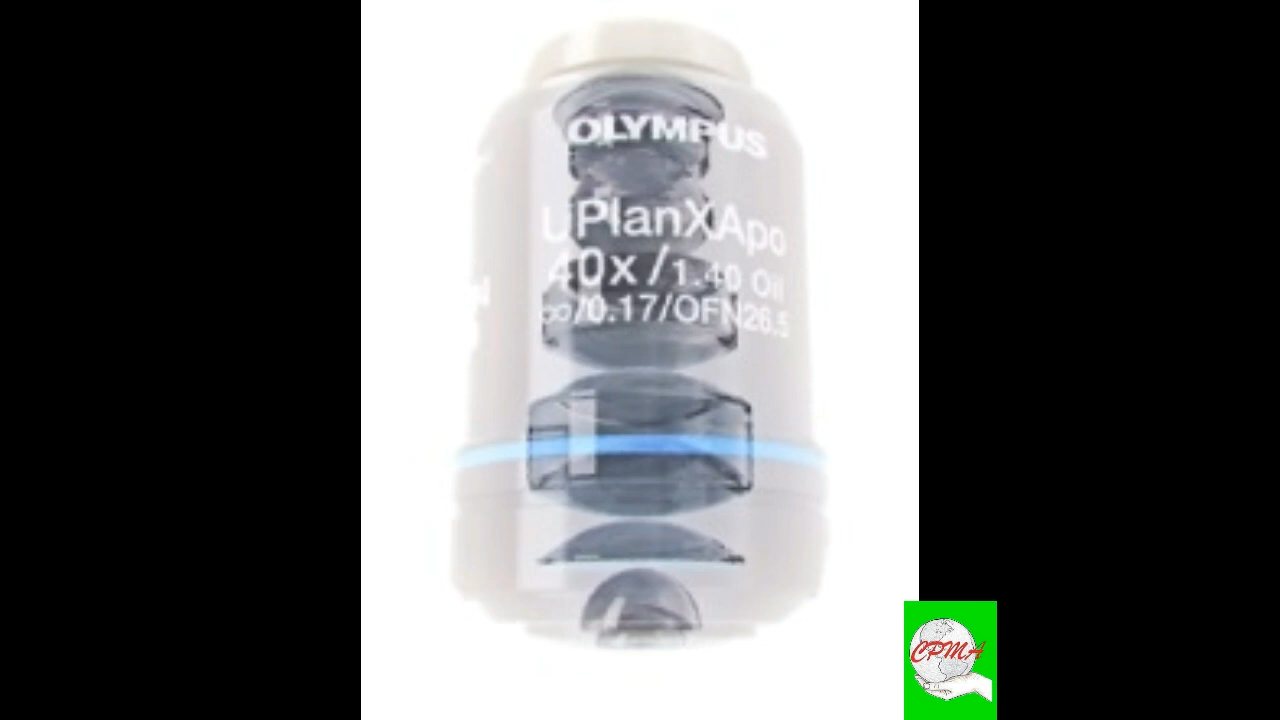 OLYMPUS
UPlanXApo
40x/1.40 Oil
∞/0.17/OFN26.5
CPMA